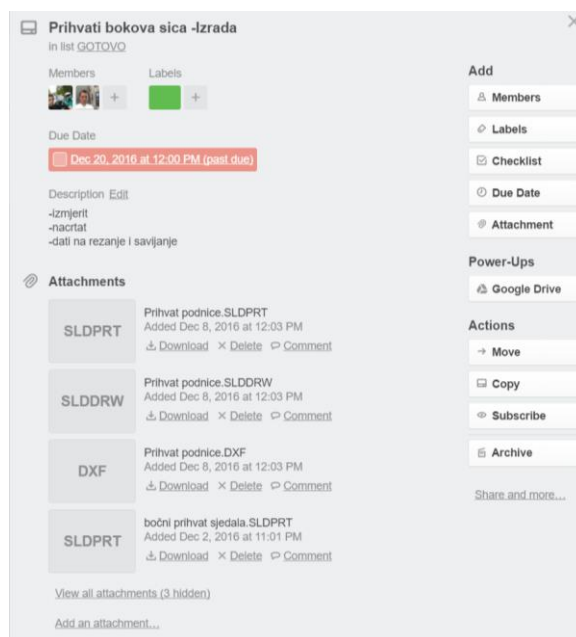 Prihvati bokova sica -Izrada
in list GOTOVO
Members
Labels
+
+
Due Date
Dec 20, 2016 at 12:00 PM (past due)
Description Edit
-izmjerit
-nacrtat
-dati na rezanje i savijanje
Attachments
SLDPRT
Prihvat podnice.SLDPRT
Added Dec 8, 2016 at 12:03 PM
Download Delete Comment
SLDDRW
Prihvat podnice.SLDDRW
Added Dec 8, 2016 at 12:03 PM
Download Delete Comment
DXF
Prihvat podnice.DXF
Added Dec 8, 2016 at 12:03 PM
Download Delete Comment
SLDPRT
bočni prihvat sjedala.SLDPRT
Added Dec 2, 2016 at 11:01 PM
Download Delete Comment
View all attachments (3 hidden)
Add an attachment…
Add
Members
Labels
Checklist
Due Date
Attachment
Power-Ups
Google Drive
Actions
Move
Copy
Subscribe
Archive
Share and more…